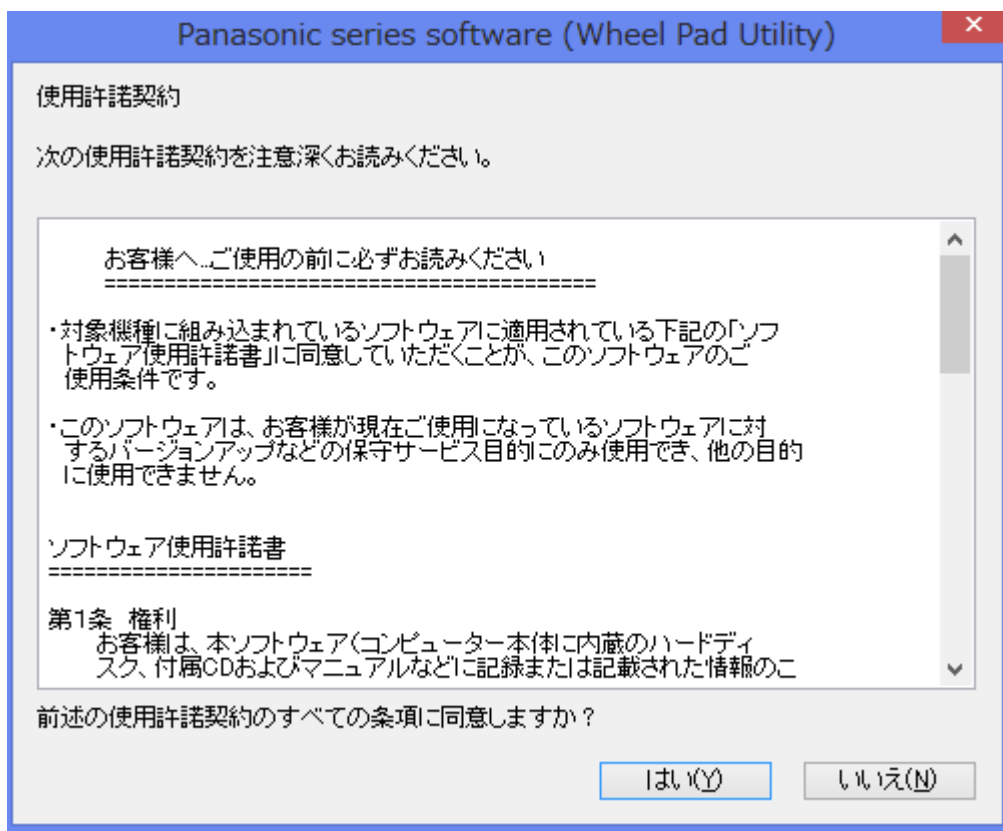 Panasonic series software (Wheel Pad Utility)
使用許諾契約
次の使用許諾契約を注意深くお読みください。
お客様へ…ご使用の前に必ずお読みください
=========================================
・対象機種に組み込まれているソフトウェアに適用されている下記の「ソフ
トウェア使用許諾書」に同意していただくことが、このソフトウェアのご
使用条件です。
・このソフトウェアは、お客様が現在ご使用になっているソフトウェアに対
するバージョンアップなどの保守サービス目的にのみ使用でき、他の目的
に使用できません。
ソフトウェア使用許諾書
======================
第1条 権利
お客様は、本ソフトウェア(コンピューター本体に内蔵のハードディ
スク、付属CDおよびマニュアルなどに記録または記載された情報のこ
前述の使用許諾契約のすべての条項に同意しますか?
はい(Y)
いいえ(N)